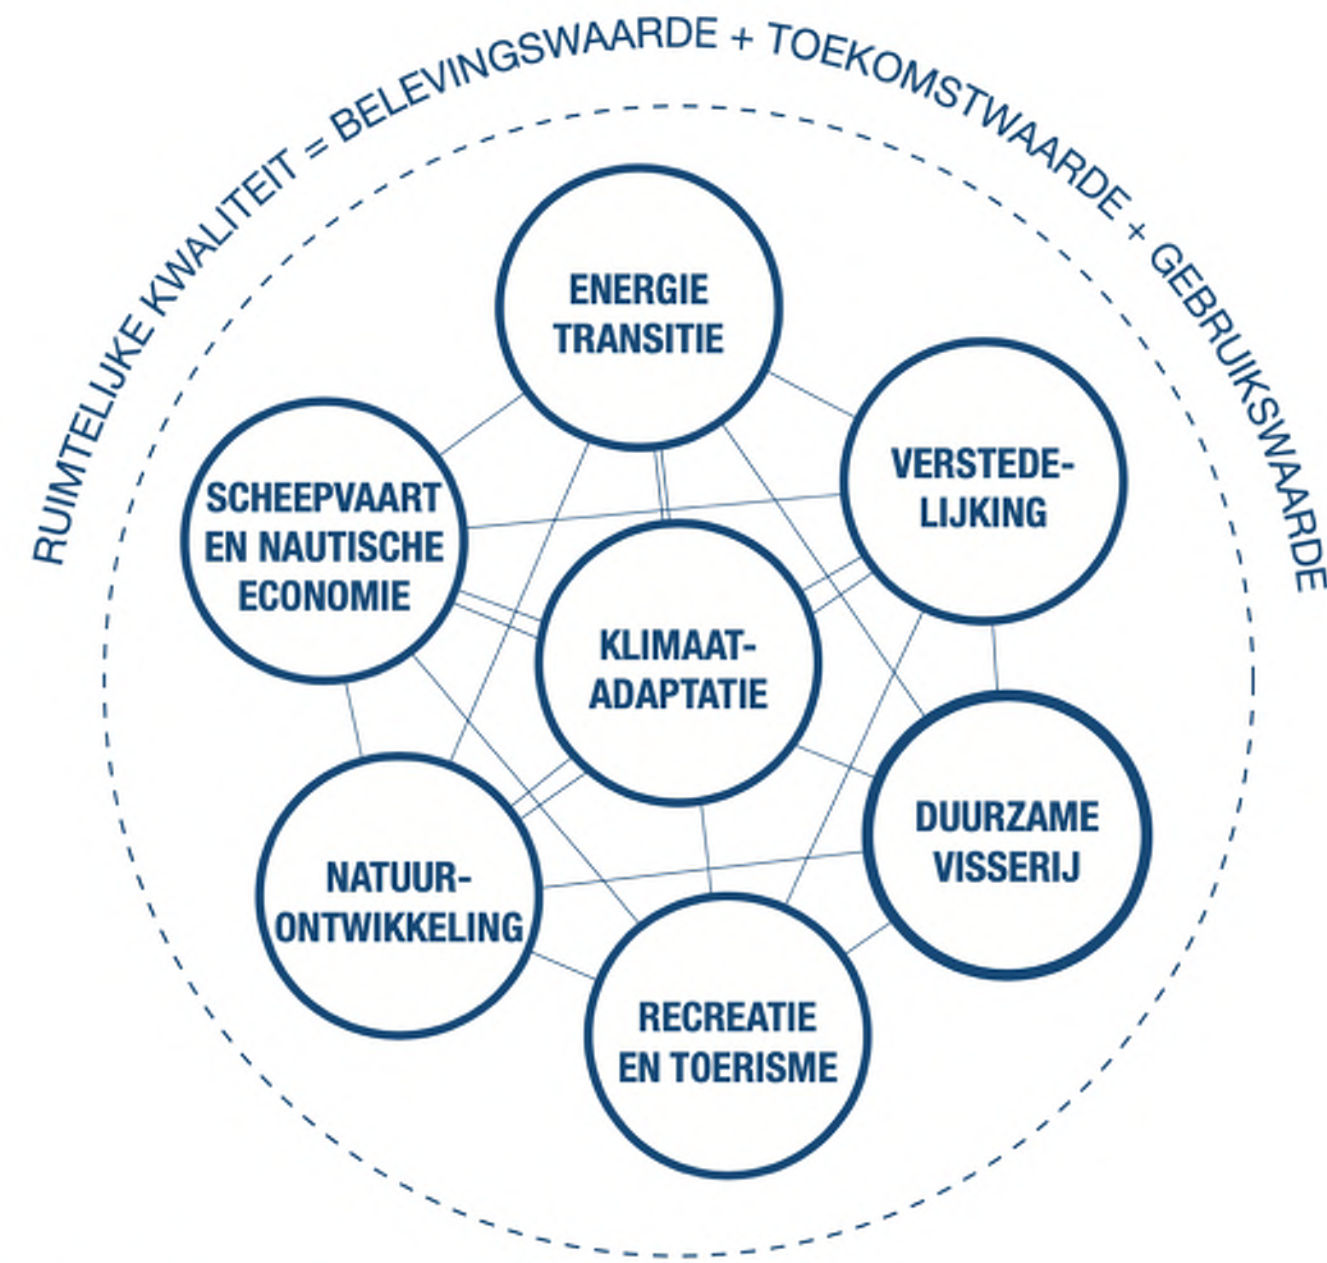 RUIMTELIJKE KWALITEIT = BELEVINGSWAARDE + TOEKOMSTWAARDE + GEBRUIKSWAARDE
ENERGIE
TRANSITIE
VERSTEDE-
LIJKING
SCHEEPVAART
EN NAUTISCHE
ECONOMIE
KLIMAAT-
ADAPTATIE
DUURZAME
VISSERIJ
NATUUR-
ONTWIKKELING
RECREATIE
EN TOERISME